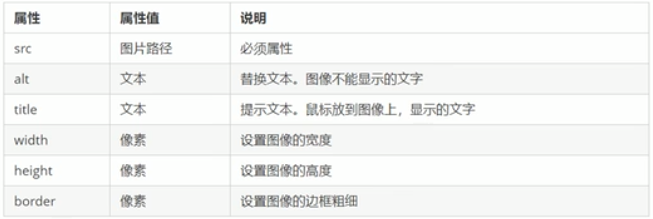 属性 属性值 说明
src 图片路径 必须属性
alt 文本 替换文本。图像不能显示的文字
title 文本 提示文本。鼠标放到图像上，显示的文字
width 像素 设置图像的宽度
height 像素 设置图像的高度
border 像素 设置图像的边框粗细